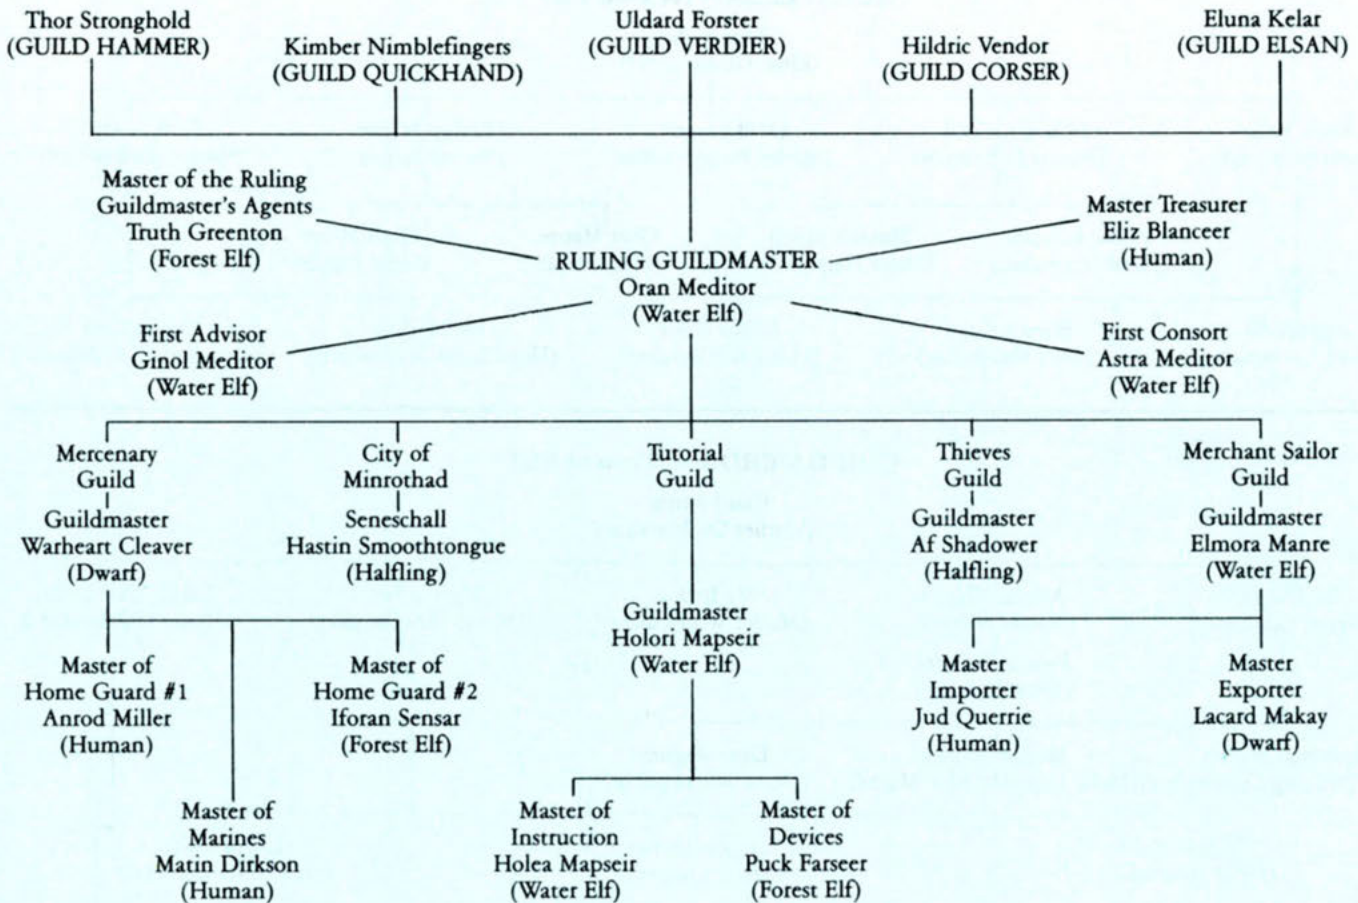 Thor Stronghold
(GUILD HAMMER)
Kimber Nimblefingers
(GUILD QUICKHAND)
Uldard Forster
(GUILD VERDIER)
Hildric Vendor
(GUILD CORSER)
Eluna Kelar
(GUILD ELSAN)
Master of the Ruling
Guildmaster's Agents
Truth Greenton
(Forest Elf)
Master Treasurer
Eliz Blanceer
(Human)
RULING GUILDMASTER
Oran Meditor
(Water Elf)
First Advisor
Ginol Meditor
(Water Elf)
First Consort
Astra Meditor
(Water Elf)
Mercenary
Guild
Guildmaster
Warheart Cleaver
(Dwarf)
City of
Minrothad
Seneschall
Hastin Smoothtongue
(Halfling)
Tutorial
Guild
Guildmaster
Holori Mapseir
(Water Elf)
Thieves
Guild
Guildmaster
Af Shadower
(Halfling)
Merchant Sailor
Guild
Guildmaster
Elmora Manre
(Water Elf)
Master of
Home Guard #1
Anrod Miller
(Human)
Master of
Home Guard #2
Iforan Sensar
(Forest Elf)
Master
Importer
Jud Querrie
(Human)
Master
Exporter
Lacard Makay
(Dwarf)
Master of
Marines
Matin Dirkson
(Human)
Master of
Instruction
Holea Mapseir
(Water Elf)
Master of
Devices
Puck Farseer
(Forest Elf)